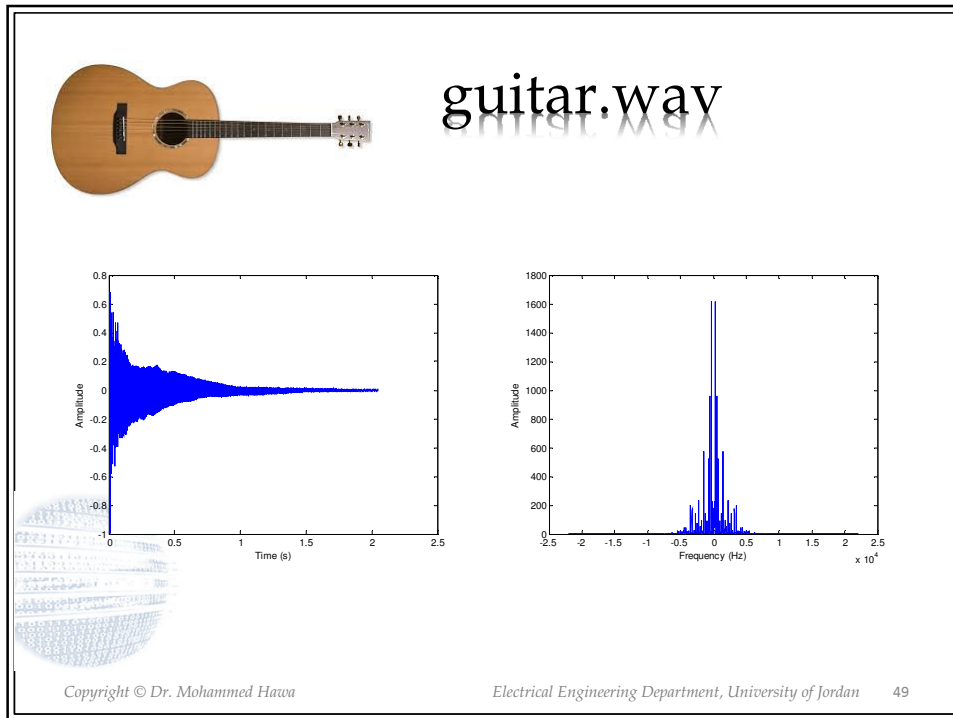 guitar.wav
0.8
0.6
0.4
0.2
0
-0.2
-0.4
-0.6
-0.8
-1
Amplitude
0 0.5 1 1.5 2 2.5
Time (s)
1800
1600
1400
1200
1000
800
600
400
200
0
Amplitude
-2.5 -2 -1.5 -1 -0.5 0 0.5 1 1.5 2 2.5
Frequency (Hz)
x 10⁴
Copyright © Dr. Mohammed Hawa Electrical Engineering Department, University of Jordan 49